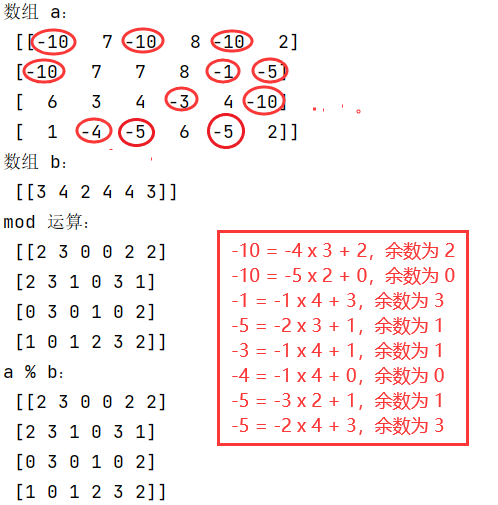 数组 a：
[[-10 7 -10 8 -10 2]
[-10 7 7 8 -1 -5]
[ 6 3 4 -3 4 -10]
[ 1 -4 -5 6 -5 2]]
数组 b：
[[3 4 2 4 4 3]]
mod 运算：
[[2 3 0 0 2 2]
[2 3 1 0 3 1]
[0 3 0 1 0 2]
[1 0 1 2 3 2]]
a % b：
[[2 3 0 0 2 2]
[2 3 1 0 3 1]
[0 3 0 1 0 2]
[1 0 1 2 3 2]]
-10 = -4 x 3 + 2，余数为 2
-10 = -5 x 2 + 0，余数为 0
-1 = -1 x 4 + 3，余数为 3
-5 = -2 x 3 + 1，余数为 1
-3 = -1 x 4 + 1，余数为 1
-4 = -1 x 4 + 0，余数为 0
-5 = -3 x 2 + 1，余数为 1
-5 = -2 x 4 + 3，余数为 3